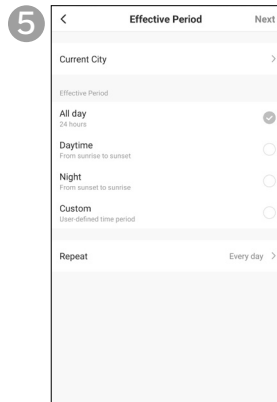 5
Effective Period Next
Current City
Effective Period
All day
24 hours
Daytime
From sunrise to sunset
Night
From sunset to sunrise
Custom
User-defined time period
Repeat Every day